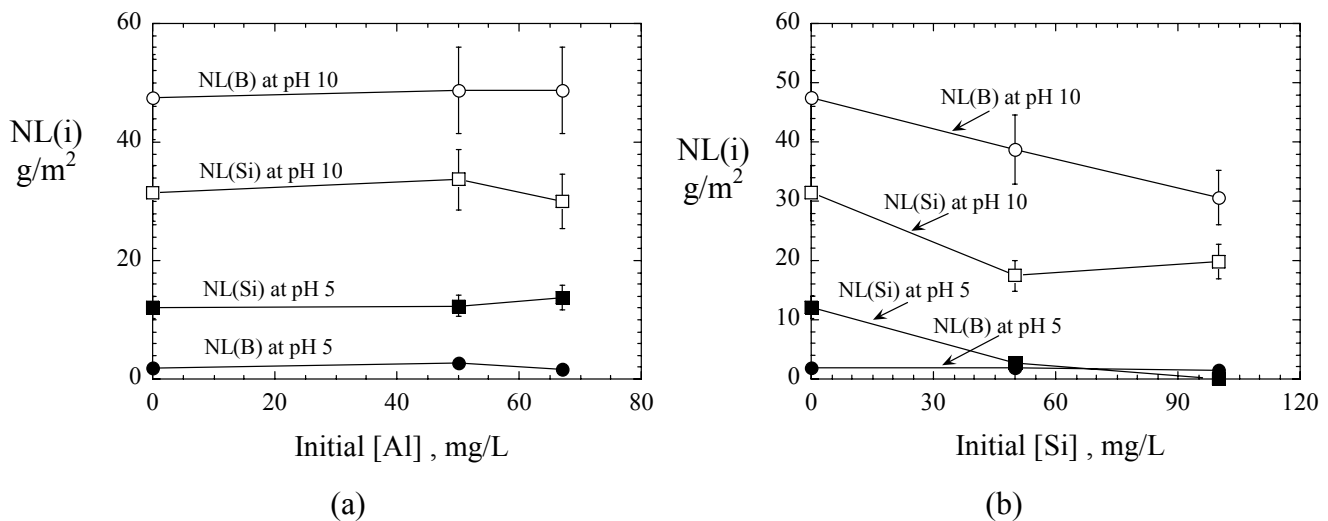 60
40
20
0
NL(i)
g/m²
NL(B) at pH 10
NL(Si) at pH 10
NL(Si) at pH 5
NL(B) at pH 5
0 20 40 60 80
Initial [Al] , mg/L
(a)
60
50
40
30
20
10
0
NL(i)
g/m²
NL(B) at pH 10
NL(Si) at pH 10
NL(Si) at pH 5
NL(B) at pH 5
0 30 60 90 120
Initial [Si] , mg/L
(b)